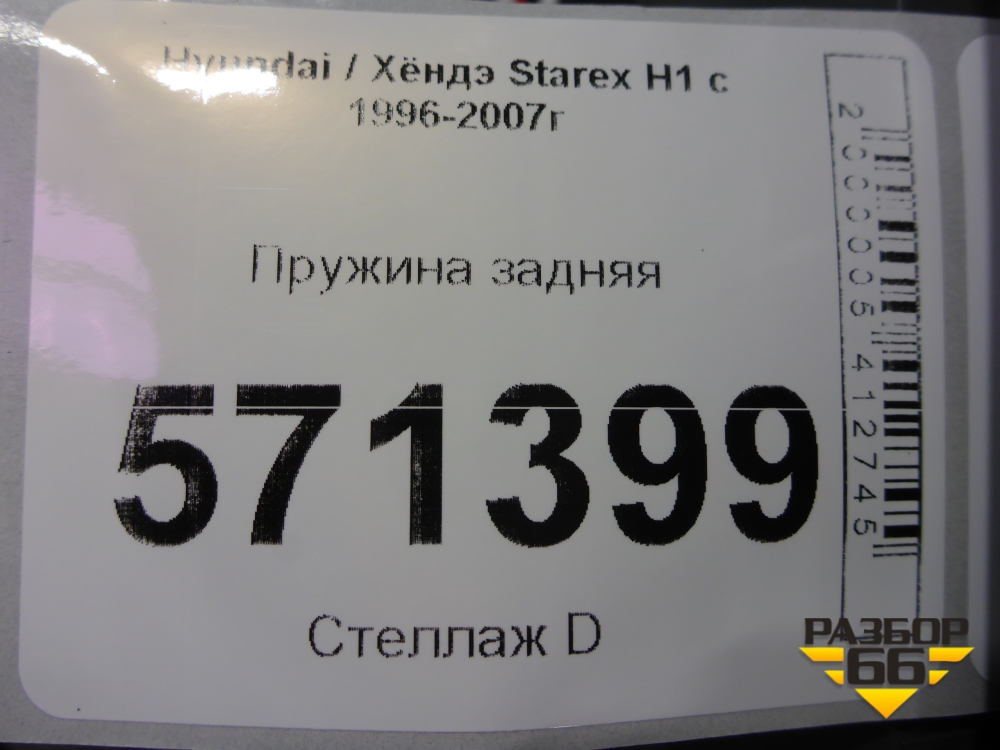 Hyundai / Хёндэ Starex H1 с
1996-2007г
Пружина задняя
571399
Стеллаж D
2000005412745
РАЗБОР
66